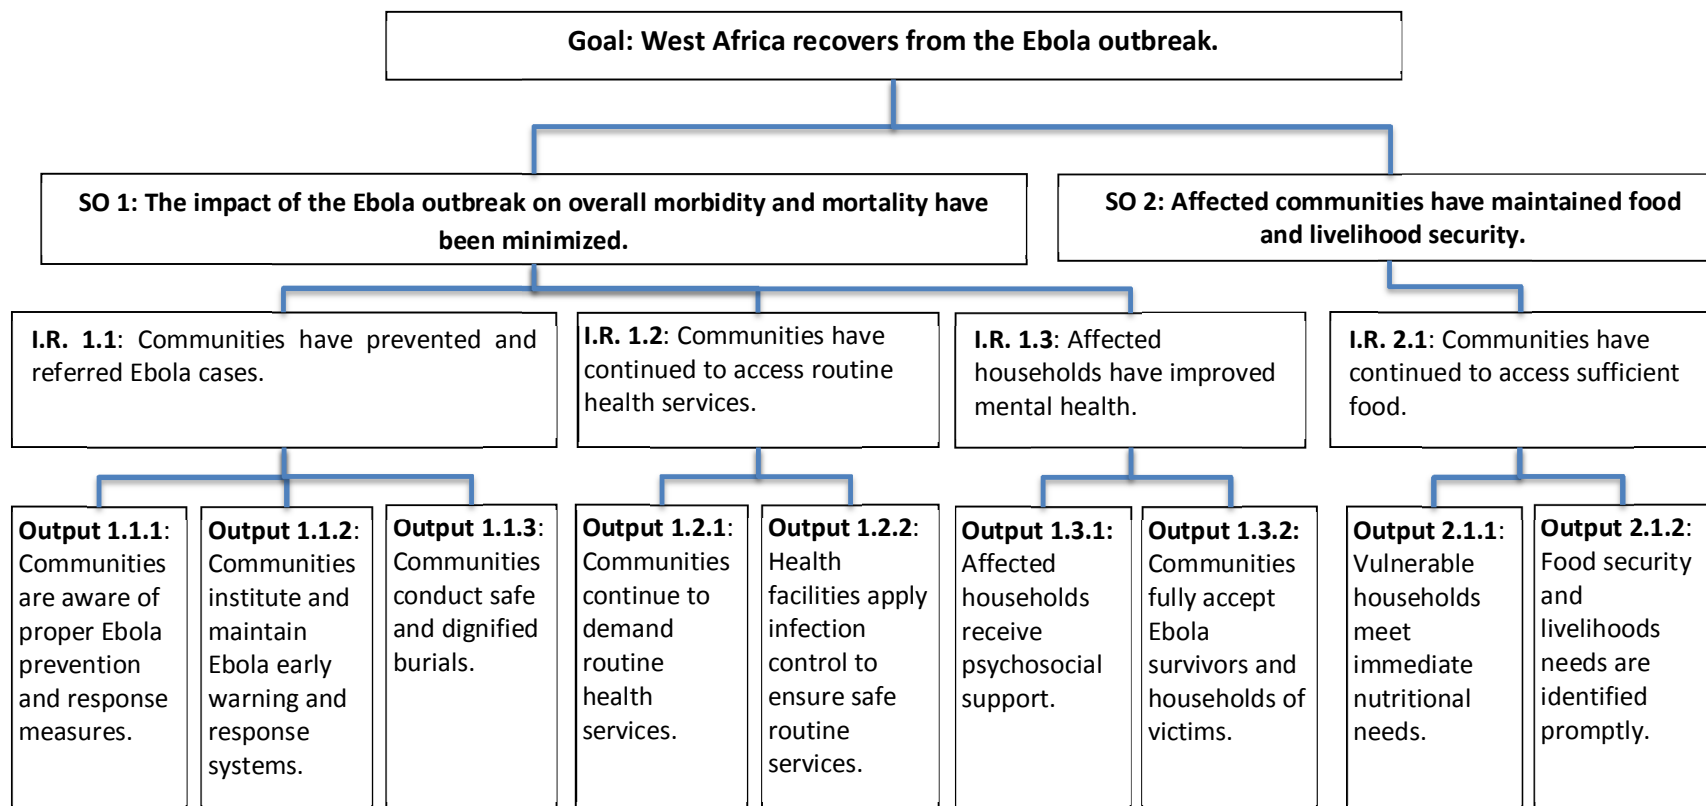 Goal: West Africa recovers from the Ebola outbreak.
SO 1: The impact of the Ebola outbreak on overall morbidity and mortality have
been minimized.
SO 2: Affected communities have maintained food
and livelihood security.
I.R. 1.1: Communities have prevented and
referred Ebola cases.
I.R. 1.2: Communities have
continued to access routine
health services.
I.R. 1.3: Affected
households have improved
mental health.
I.R. 2.1: Communities have
continued to access sufficient
food.
Output 1.1.1:
Communities
are aware of
proper Ebola
prevention
and response
measures.
Output 1.1.2:
Communities
institute and
maintain
Ebola early
warning and
response
systems.
Output 1.1.3:
Communities
conduct safe
and dignified
burials.
Output 1.2.1:
Communities
continue to
demand
routine
health
services.
Output 1.2.2:
Health
facilities apply
infection
control to
ensure safe
routine
services.
Output 1.3.1:
Affected
households
receive
psychosocial
support.
Output 1.3.2:
Communities
fully accept
Ebola
survivors and
households of
victims.
Output 2.1.1:
Vulnerable
households
meet
immediate
nutritional
needs.
Output 2.1.2:
Food security
and
livelihoods
needs are
identified
promptly.